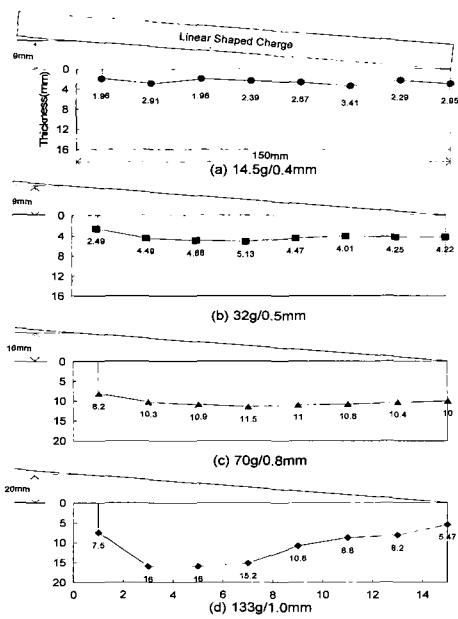 Linear Shaped Charge
9mm
Thickness(mm)
0
4
8
12
16
1.96 2.91 1.96 2.39 2.67 3.41 2.29 2.95
150mm
(a) 14.5g/0.4mm
9mm
0
4
8
12
16
2.49 4.49 4.88 5.13 4.47 4.01 4.25 4.22
(b) 32g/0.5mm
16mm
0
5
10
15
20
8.2 10.3 10.9 11.5 11 10.8 10.4 10
(c) 70g/0.8mm
20mm
0
5
10
15
20
7.5 16 16 15.2 10.8 8.8 8.2 5.47
0 2 4 6 8 10 12 14
(d) 133g/1.0mm